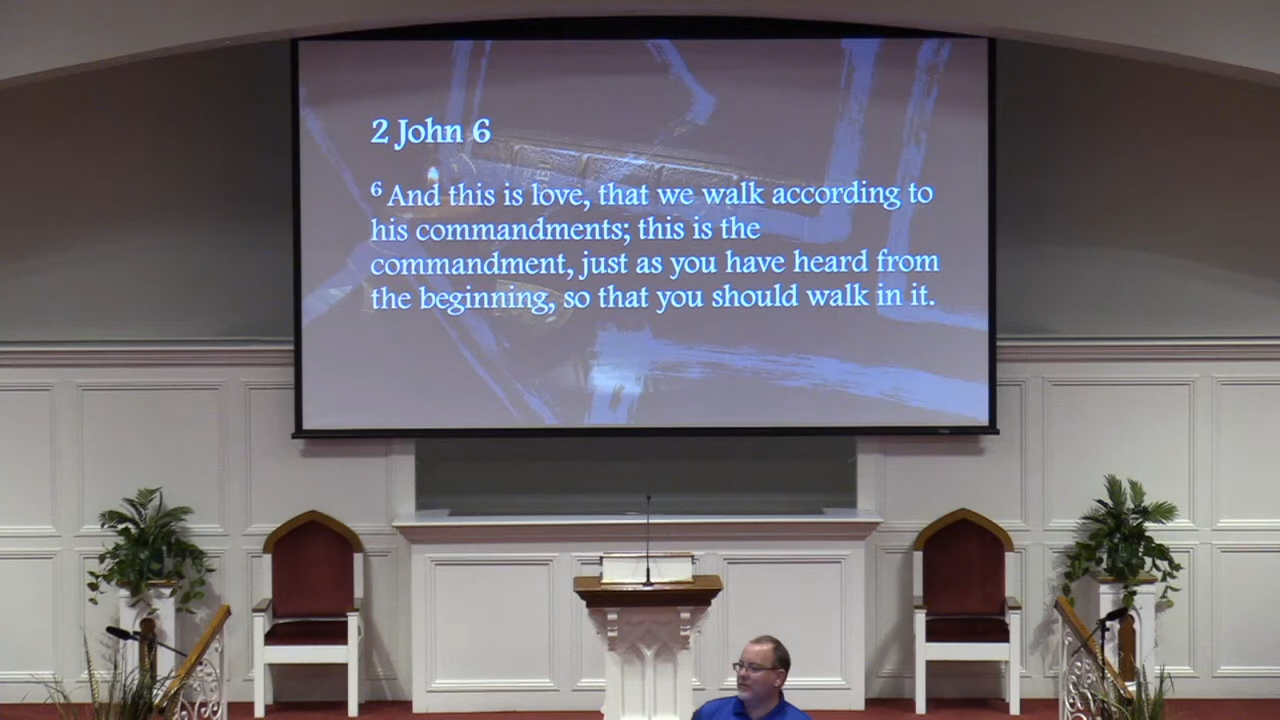 2 John 6
6 And this is love, that we walk according to
his commandments; this is the
commandment, just as you have heard from
the beginning, so that you should walk in it.